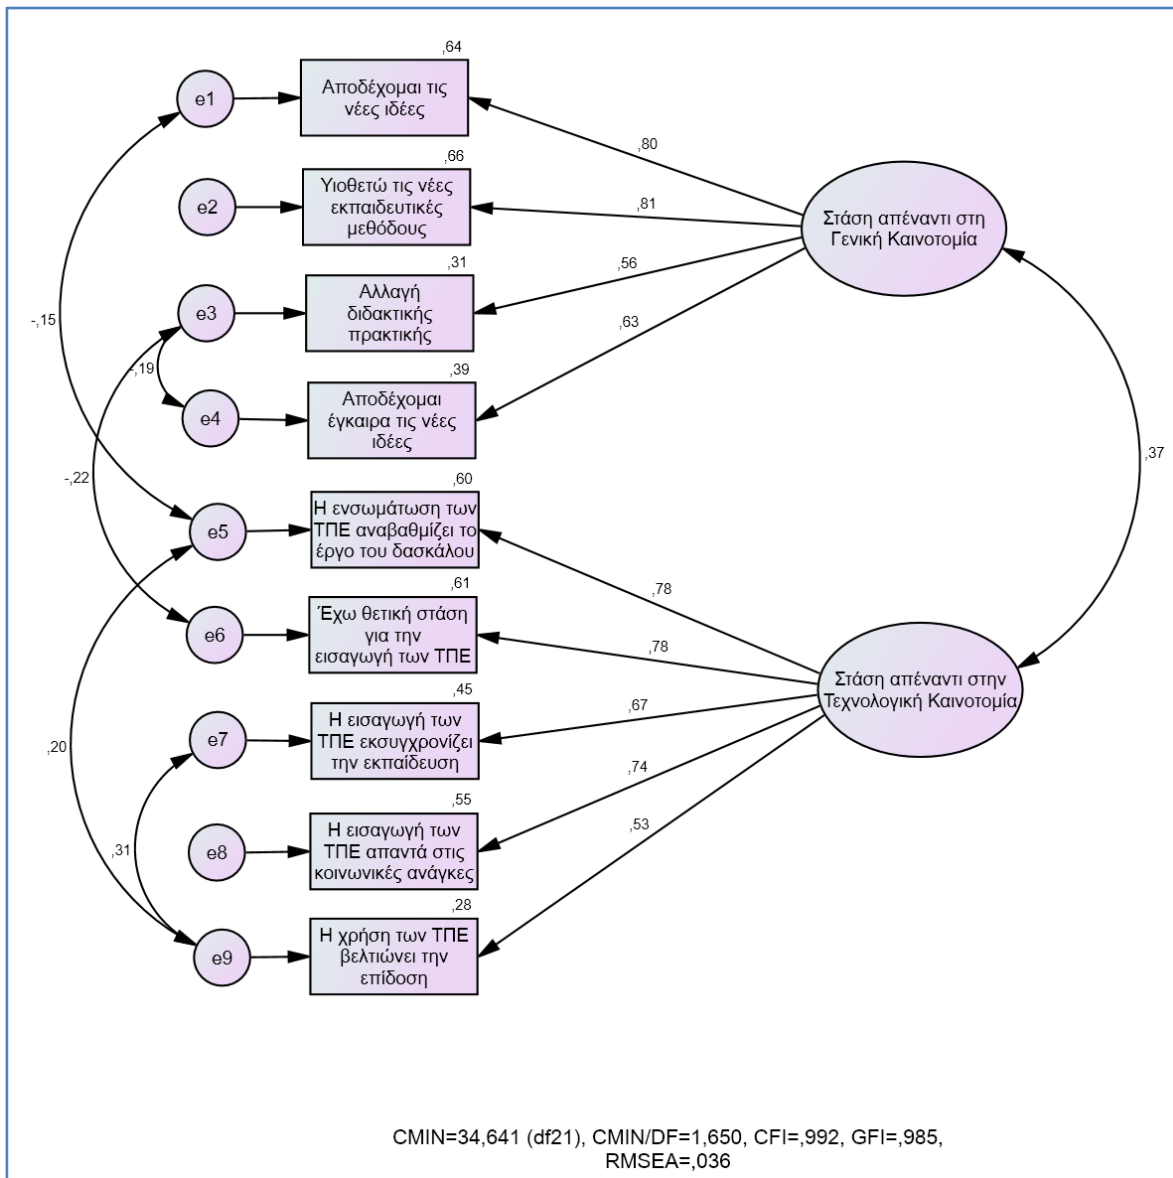 ,64
e1
Αποδέχομαι τις
νέες ιδέες
,80
,66
e2
Υιοθετώ τις νέες
εκπαιδευτικές
μεθόδους
,81
Στάση απέναντι στη
Γενική Καινοτομία
,31
e3
Αλλαγή
διδακτικής
πρακτικής
,56
-,15
,63
-,19
,39
e4
Αποδέχομαι
έγκαιρα τις νέες
ιδέες
,37
-,22
,60
e5
Η ενσωμάτωση των
ΤΠΕ αναβαθμίζει το
έργο του δασκάλου
,78
,61
e6
Έχω θετική στάση
για την
εισαγωγή των ΤΠΕ
,78
Στάση απέναντι στην
Τεχνολογική Καινοτομία
,45
e7
Η εισαγωγή των
ΤΠΕ εκσυγχρονίζει
την εκπαίδευση
,67
,20
,74
,55
e8
Η εισαγωγή των
ΤΠΕ απαντά στις
κοινωνικές ανάγκες
,53
,31
,28
e9
Η χρήση των ΤΠΕ
βελτιώνει την
επίδοση
CMIN=34,641 (df21), CMIN/DF=1,650, CFI=,992, GFI=,985,
RMSEA=,036